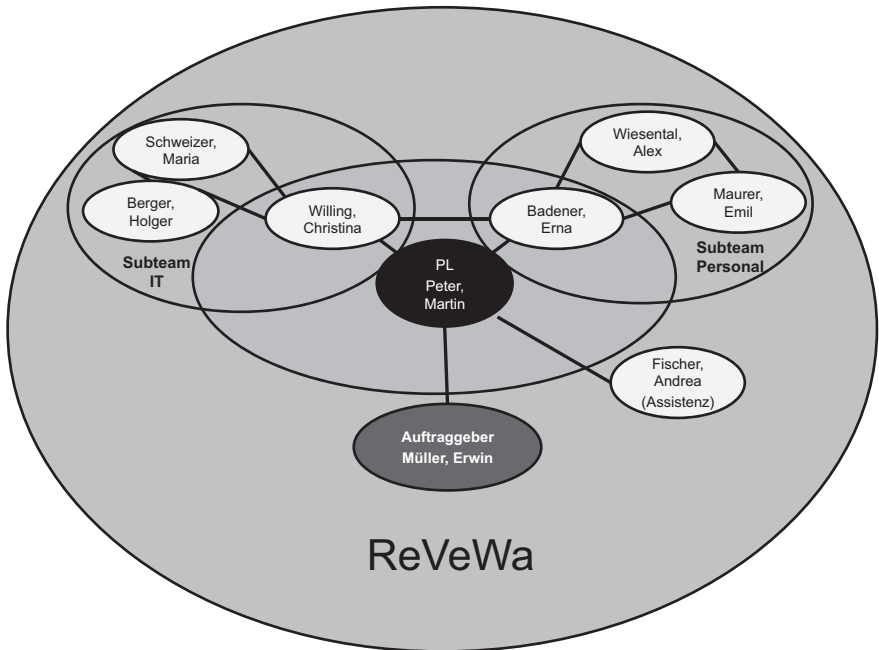 Schweizer,
Maria
Berger,
Holger
Subteam
IT
Willing,
Christina
PL
Peter,
Martin
Badener,
Erna
Wiesental,
Alex
Maurer,
Emil
Subteam
Personal
Fischer,
Andrea
(Assistenz)
Auftraggeber
Müller, Erwin
ReVeWa